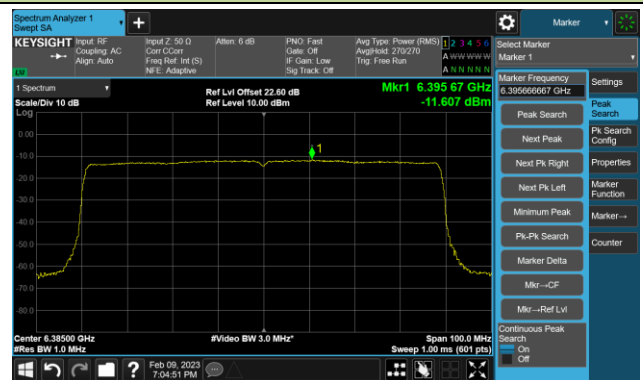 Spectrum Analyzer 1
Swept SA
Marker
KEYSIGHT
Input: RF
Coupling: AC
Align: Auto
Input Z: 50 Ω
Corr CCorr
Freq Ref: Int (S)
NFE: Adaptive
Atten: 6 dB
PNO: Fast
Gate: Off
IF Gain: Low
Sig Track: Off
Avg Type: Power (RMS)
Avg|Hold: 270/270
Trig: Free Run
1 2 3 4 5 6
A W W W W W
A N N N N N
Select Marker
Marker 1
LW
1 Spectrum
Scale/Div 10 dB
Log
Ref Lvl Offset 22.60 dB
Ref Level 10.00 dBm
Mkr1 6.395 67 GHz
-11.607 dBm
Marker Frequency
6.395666667 GHz
Settings
Peak Search
Next Peak
Next Pk Right
Next Pk Left
Minimum Peak
Pk-Pk Search
Marker Delta
Mkr→CF
Mkr→Ref Lvl
Continuous Peak
Search
On
Off
Peak
Search
Pk Search
Config
Properties
Marker
Function
Marker→
Counter
0.00
-10.0
-20.0
-30.0
-40.0
-50.0
-60.0
-70.0
-80.0
1
Center 6.38500 GHz
#Res BW 1.0 MHz
#Video BW 3.0 MHz*
Span 100.0 MHz
Sweep 1.00 ms (601 pts)
?
Feb 09, 2023
7:04:51 PM